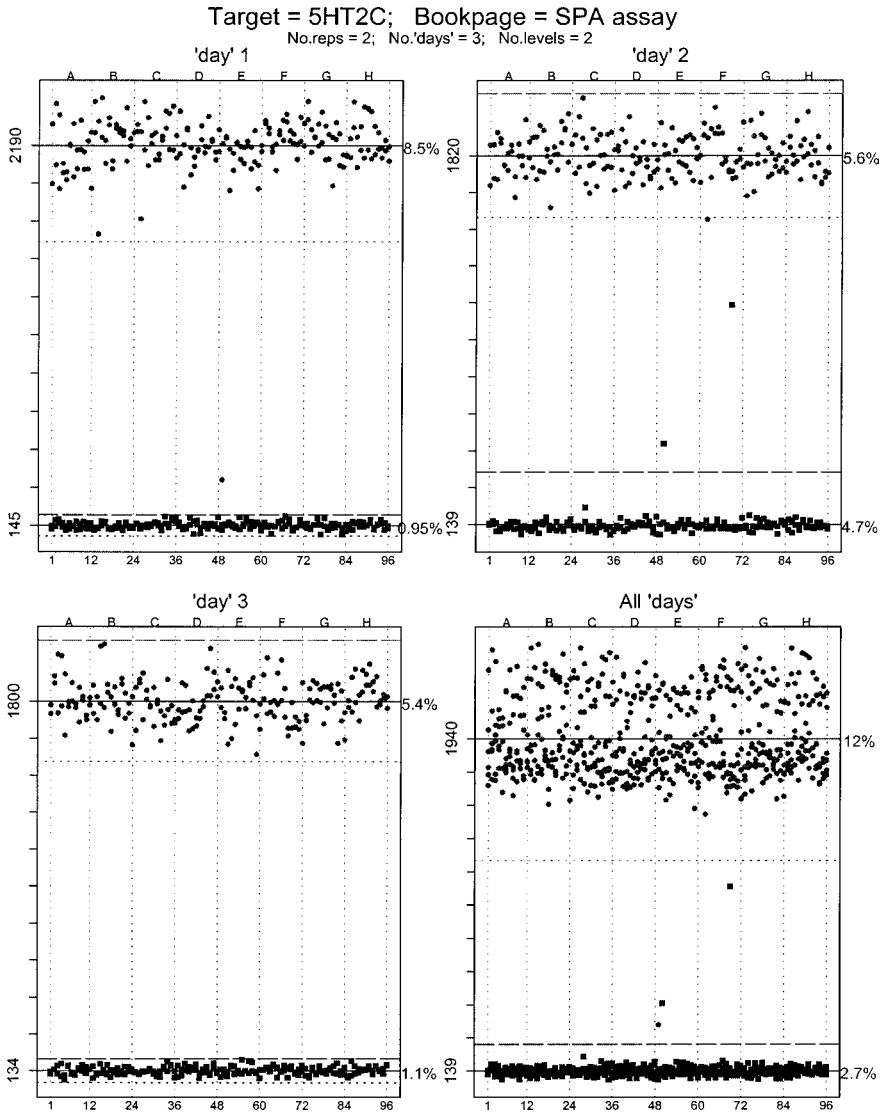 Target = 5HT2C; Bookpage = SPA assay
No.reps = 2; No.'days' = 3; No.levels = 2
'day' 1
A B C D E F G H
2190
8.5%
145
0.95%
1 12 24 36 48 60 72 84 96
'day' 2
A B C D E F G H
1820
5.6%
139
4.7%
1 12 24 36 48 60 72 84 96
'day' 3
A B C D E F G H
1800
5.4%
134
1.1%
1 12 24 36 48 60 72 84 96
All 'days'
A B C D E F G H
1940
12%
139
2.7%
1 12 24 36 48 60 72 84 96